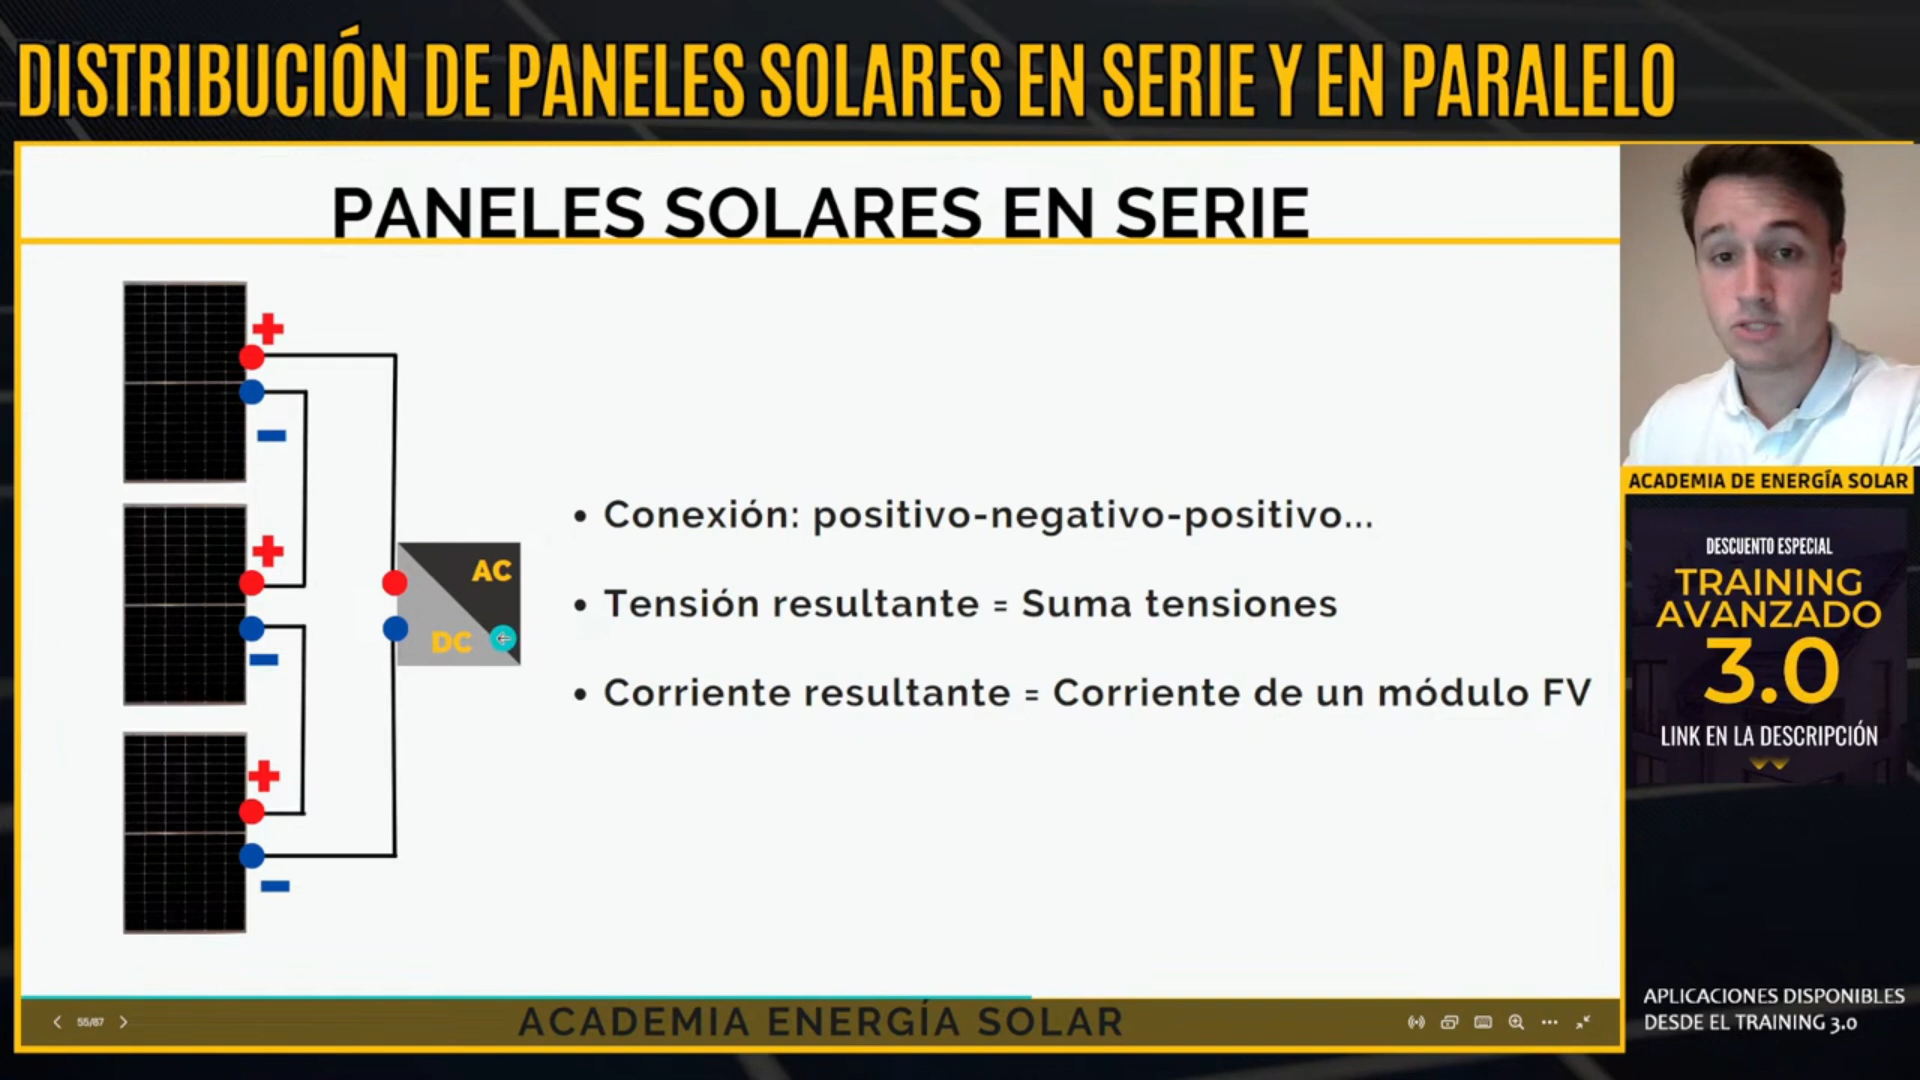 DISTRIBUCIÓN DE PANELES SOLARES EN SERIE Y EN PARALELO
PANELES SOLARES EN SERIE
+
-
+
-
+
-
AC
DC
• Conexión: positivo-negativo-positivo...
• Tensión resultante = Suma tensiones
• Corriente resultante = Corriente de un módulo FV
55/87
ACADEMIA ENERGÍA SOLAR
ACADEMIA DE ENERGÍA SOLAR
DESCUENTO ESPECIAL
TRAINING
AVANZADO
3.0
LINK EN LA DESCRIPCIÓN
APLICACIONES DISPONIBLES
DESDE EL TRAINING 3.0